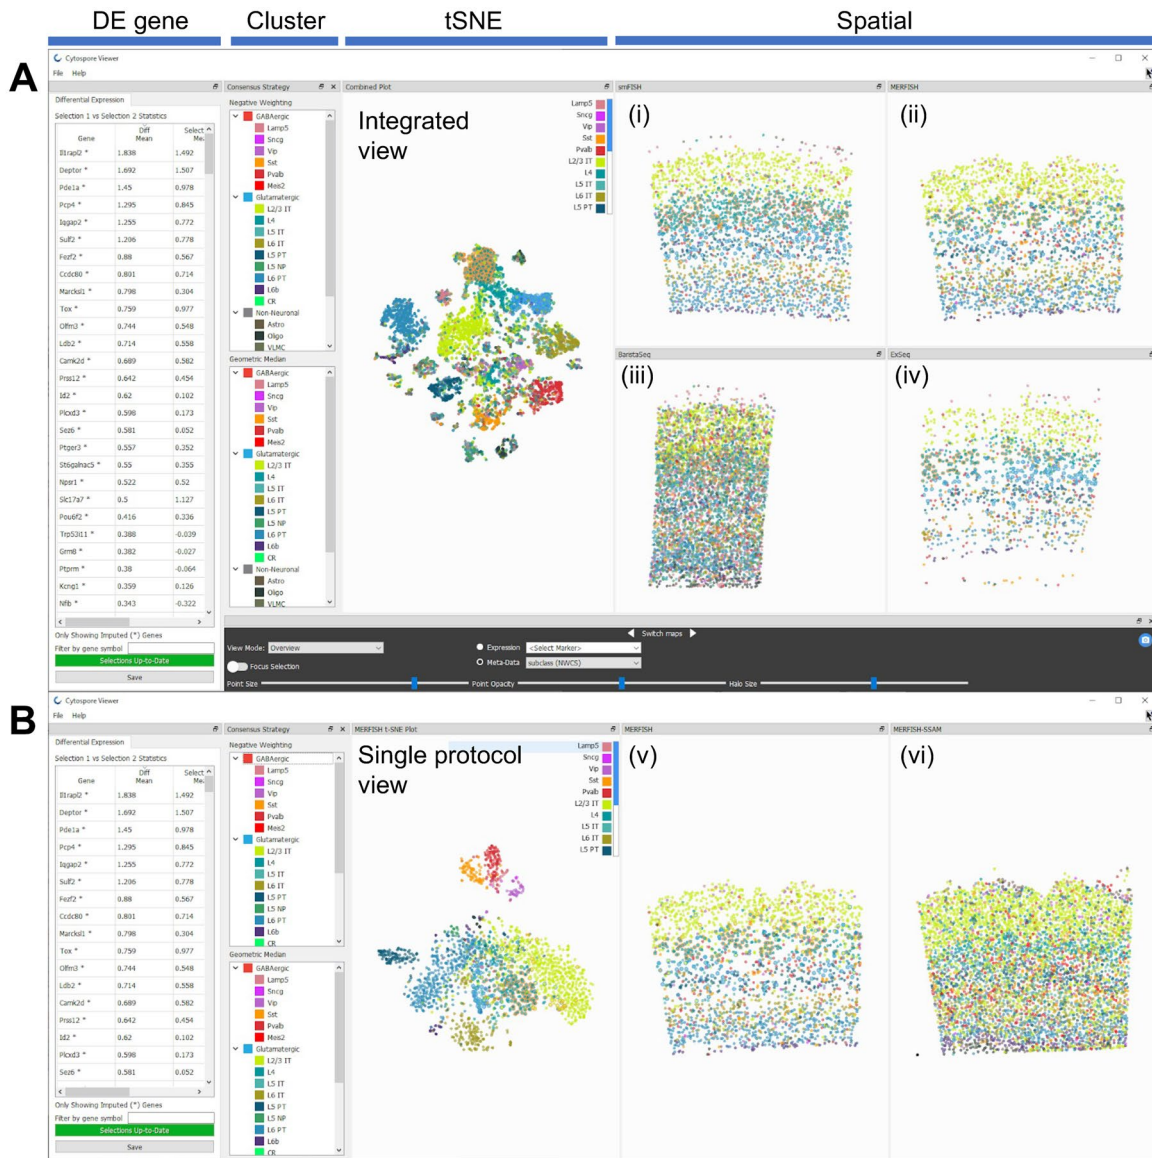 DE gene Cluster tSNE Spatial
A
Cytospore Viewer
File Help
Differential Expression
Selection 1 vs Selection 2 Statistics
Gene Diff Mean Select Me
Il1rapl2 * 1.838 1.492
Deptor * 1.692 1.507
Pde1a * 1.45 0.978
Pcp4 * 1.295 0.845
Iqgap2 * 1.255 0.772
Sulf2 * 1.206 0.778
Fezf2 * 0.88 0.567
Ccdc80 * 0.801 0.714
Marcksl1 * 0.798 0.304
Tox * 0.759 0.977
Olfm3 * 0.744 0.548
Ldb2 * 0.714 0.558
Camk2d * 0.689 0.582
Prss12 * 0.642 0.454
Id2 * 0.62 0.102
Plcxd3 * 0.598 0.173
Sez6 * 0.581 0.052
Ptger3 * 0.557 0.352
St6galnac5 * 0.55 0.355
Npsr1 * 0.522 0.52
Slc17a7 * 0.5 1.127
Pou6f2 * 0.416 0.336
Trp53i11 * 0.388 -0.039
Grm8 * 0.382 -0.027
Ptprm * 0.38 -0.064
Kcng1 * 0.359 0.126
Nfib * 0.343 -0.322
Only Showing Imputed (*) Genes
Filter by gene symbol
Selections Up-to-Date
Save
Consensus Strategy
Negative Weighting
GABAergic
Lamp5
Sncg
Vip
Sst
Pvalb
Meis2
Glutamatergic
L2/3 IT
L4
L5 IT
L6 IT
L5 PT
L5 NP
L6 PT
L6b
CR
Non-Neuronal
Astro
Oligo
VLMC
Geometric Median
GABAergic
Lamp5
Sncg
Vip
Sst
Pvalb
Meis2
Glutamatergic
L2/3 IT
L4
L5 IT
L6 IT
L5 PT
L5 NP
L6 PT
L6b
CR
Non-Neuronal
Astro
Oligo
VLMC
Combined Plot
Integrated
view
Lamp5
Sncg
Vip
Sst
Pvalb
L2/3 IT
L4
L5 IT
L6 IT
L5 PT
smFISH
(i)
MERFISH
(ii)
BaristaSeq
(iii)
ExSeq
(iv)
Switch maps
View Mode: Overview
Expression <Select Marker>
Focus Selection
Meta-Data subclass (NWCS)
Point Size Point Opacity Halo Size
B
Cytospore Viewer
File Help
Differential Expression
Selection 1 vs Selection 2 Statistics
Gene Diff Mean Select Me
Il1rapl2 * 1.838 1.492
Deptor * 1.692 1.507
Pde1a * 1.45 0.978
Pcp4 * 1.295 0.845
Iqgap2 * 1.255 0.772
Sulf2 * 1.206 0.778
Fezf2 * 0.88 0.567
Ccdc80 * 0.801 0.714
Marcksl1 * 0.798 0.304
Tox * 0.759 0.977
Olfm3 * 0.744 0.548
Ldb2 * 0.714 0.558
Camk2d * 0.689 0.582
Prss12 * 0.642 0.454
Id2 * 0.62 0.102
Plcxd3 * 0.598 0.173
Sez6 * 0.581 0.052
Only Showing Imputed (*) Genes
Filter by gene symbol
Selections Up-to-Date
Save
Consensus Strategy
Negative Weighting
GABAergic
Lamp5
Sncg
Vip
Sst
Pvalb
Meis2
Glutamatergic
L2/3 IT
L4
L5 IT
L6 IT
L5 PT
L5 NP
L6 PT
L6b
CR
Geometric Median
GABAergic
Lamp5
Sncg
Vip
Sst
Pvalb
Meis2
Glutamatergic
L2/3 IT
L4
L5 IT
L6 IT
L5 PT
L5 NP
L6 PT
L6b
CR
MERFISH t-SNE Plot
Single protocol
view
Lamp5
Sncg
Vip
Sst
Pvalb
L2/3 IT
L4
L5 IT
L6 IT
L5 PT
MERFISH
(v)
MERFISH-SSAM
(vi)